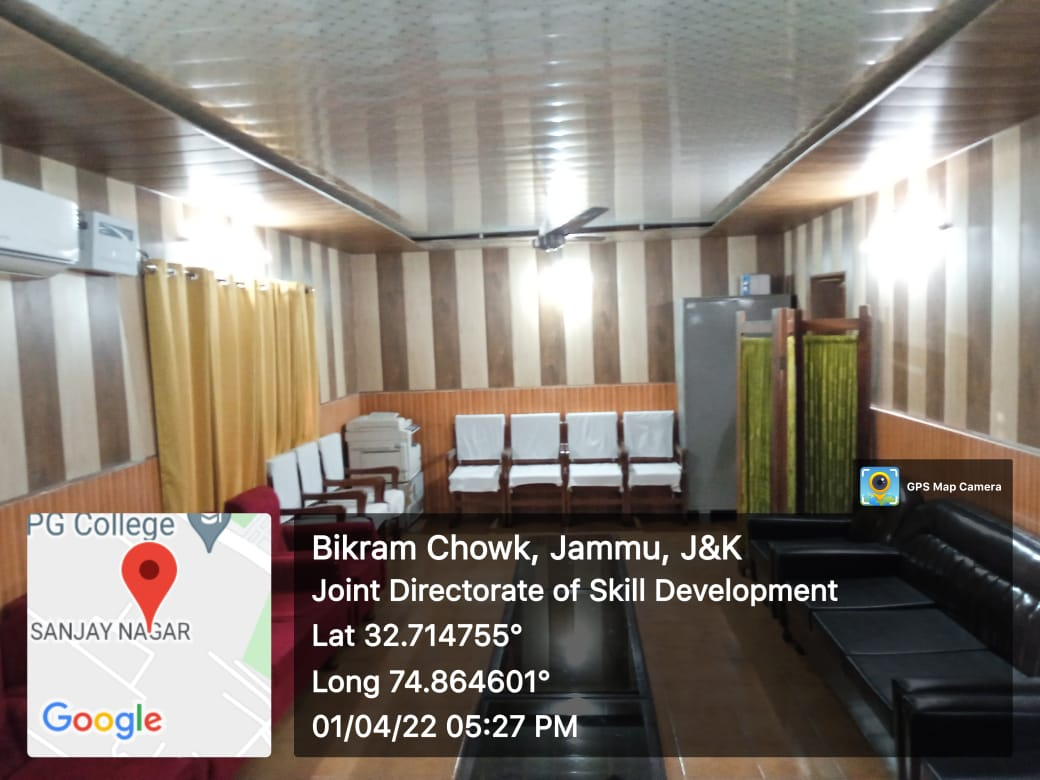 GPS Map Camera
PG College
SANJAY NAGAR
Google
Bikram Chowk, Jammu, J&K
Joint Directorate of Skill Development
Lat 32.714755°
Long 74.864601°
01/04/22 05:27 PM